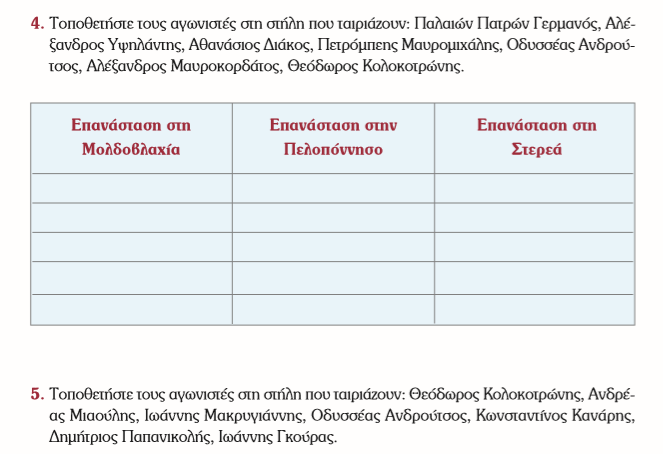 4. Τοποθετήστε τους αγωνιστές στη στήλη που ταιριάζουν: Παλαιών Πατρών Γερμανός, Αλέ-
ξανδρος Υψηλάντης, Αθανάσιος Διάκος, Πετρόμπεης Μαυρομιχάλης, Οδυσσέας Ανδρού-
τσος, Αλέξανδρος Μαυροκορδάτος, Θεόδωρος Κολοκοτρώνης.
Επανάσταση στη Μολδοβλαχία
Επανάσταση στην Πελοπόννησο
Επανάσταση στη Στερεά
5. Τοποθετήστε τους αγωνιστές στη στήλη που ταιριάζουν: Θεόδωρος Κολοκοτρώνης, Ανδρέ-
ας Μιαούλης, Ιωάννης Μακρυγιάννης, Οδυσσέας Ανδρούτσος, Κωνσταντίνος Κανάρης,
Δημήτριος Παπανικολής, Ιωάννης Γκούρας.